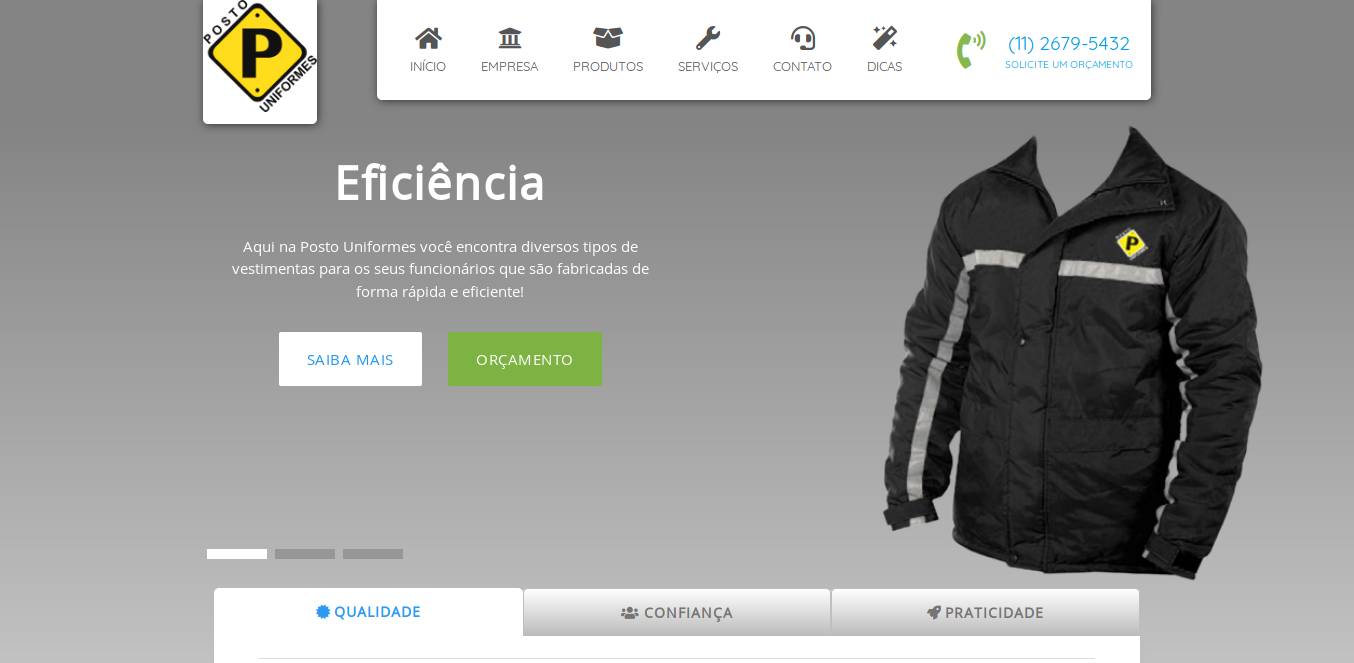 POSTO
P
UNIFORMES
INÍCIO
EMPRESA
PRODUTOS
SERVIÇOS
CONTATO
DICAS
(11) 2679-5432
SOLICITE UM ORÇAMENTO
Eficiência
Aqui na Posto Uniformes você encontra diversos tipos de
vestimentas para os seus funcionários que são fabricadas de
forma rápida e eficiente!
SAIBA MAIS
ORÇAMENTO
P
QUALIDADE
CONFIANÇA
PRATICIDADE